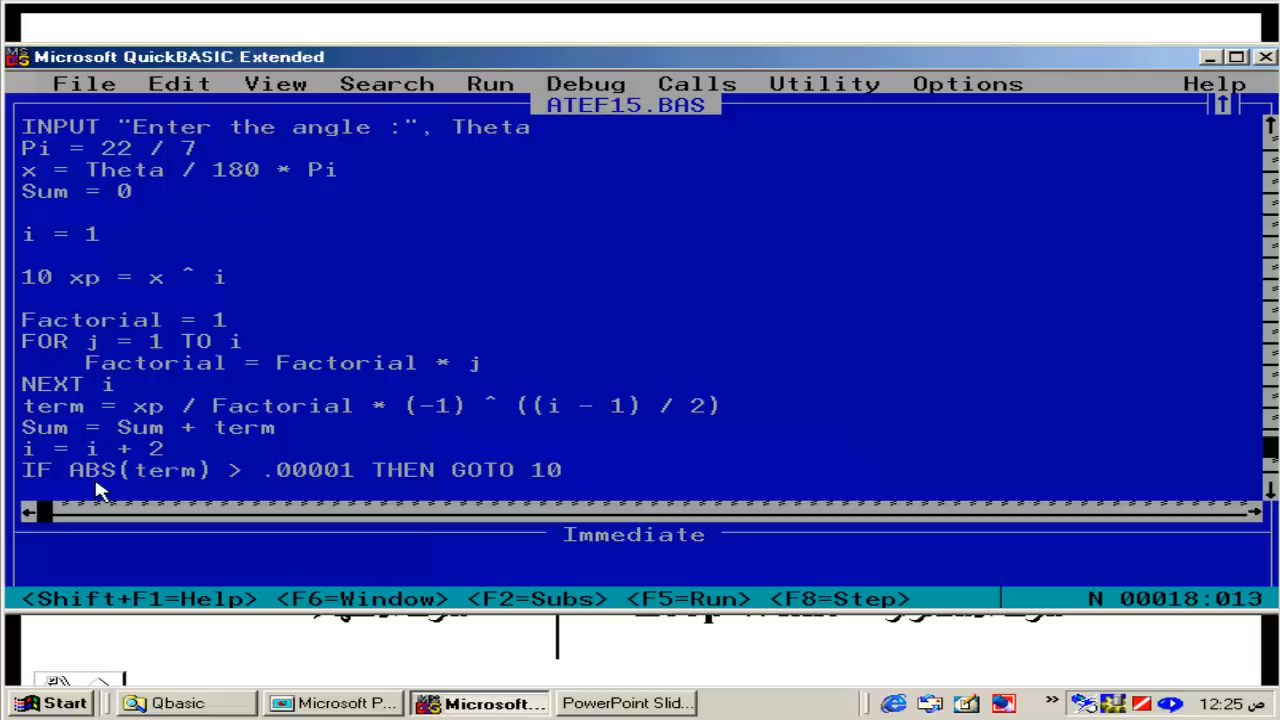 Microsoft QuickBASIC Extended
File Edit View Search Run Debug Calls Utility Options Help
ATEF15.BAS
INPUT "Enter the angle :", Theta
Pi = 22 / 7
x = Theta / 180 * Pi
Sum = 0
i = 1
10 xp = x ^ i
Factorial = 1
FOR j = 1 TO i
Factorial = Factorial * j
NEXT i
term = xp / Factorial * (-1) ^ ((i - 1) / 2)
Sum = Sum + term
i = i + 2
IF ABS(term) > .00001 THEN GOTO 10
Immediate
<Shift+F1=Help> <F6=Window> <F2=Subs> <F5=Run> <F8=Step> N 00018:013
Start Qbasic Microsoft P... Microsoft... PowerPoint Slid... » 12:25 ص